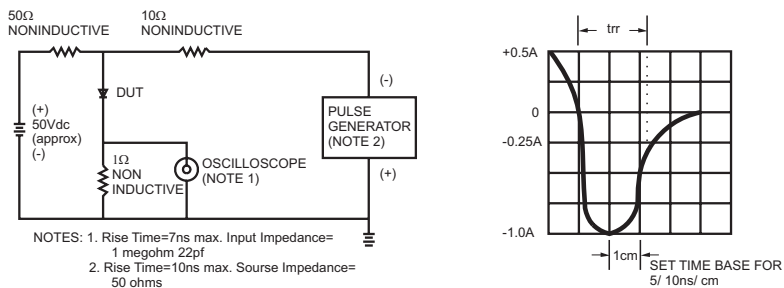 50Ω
NONINDUCTIVE
10Ω
NONINDUCTIVE
DUT
(+)
50Vdc
(approx)
(-)
1Ω
NON
INDUCTIVE
OSCILLOSCOPE
(NOTE 1)
(-)
PULSE
GENERATOR
(NOTE 2)
(+)
NOTES: 1. Rise Time=7ns max. Input Impedance=
1 megohm 22pf
2. Rise Time=10ns max. Sourse Impedance=
50 ohms
trr
+0.5A
0
-0.25A
-1.0A
1cm
SET TIME BASE FOR
5/ 10ns/ cm